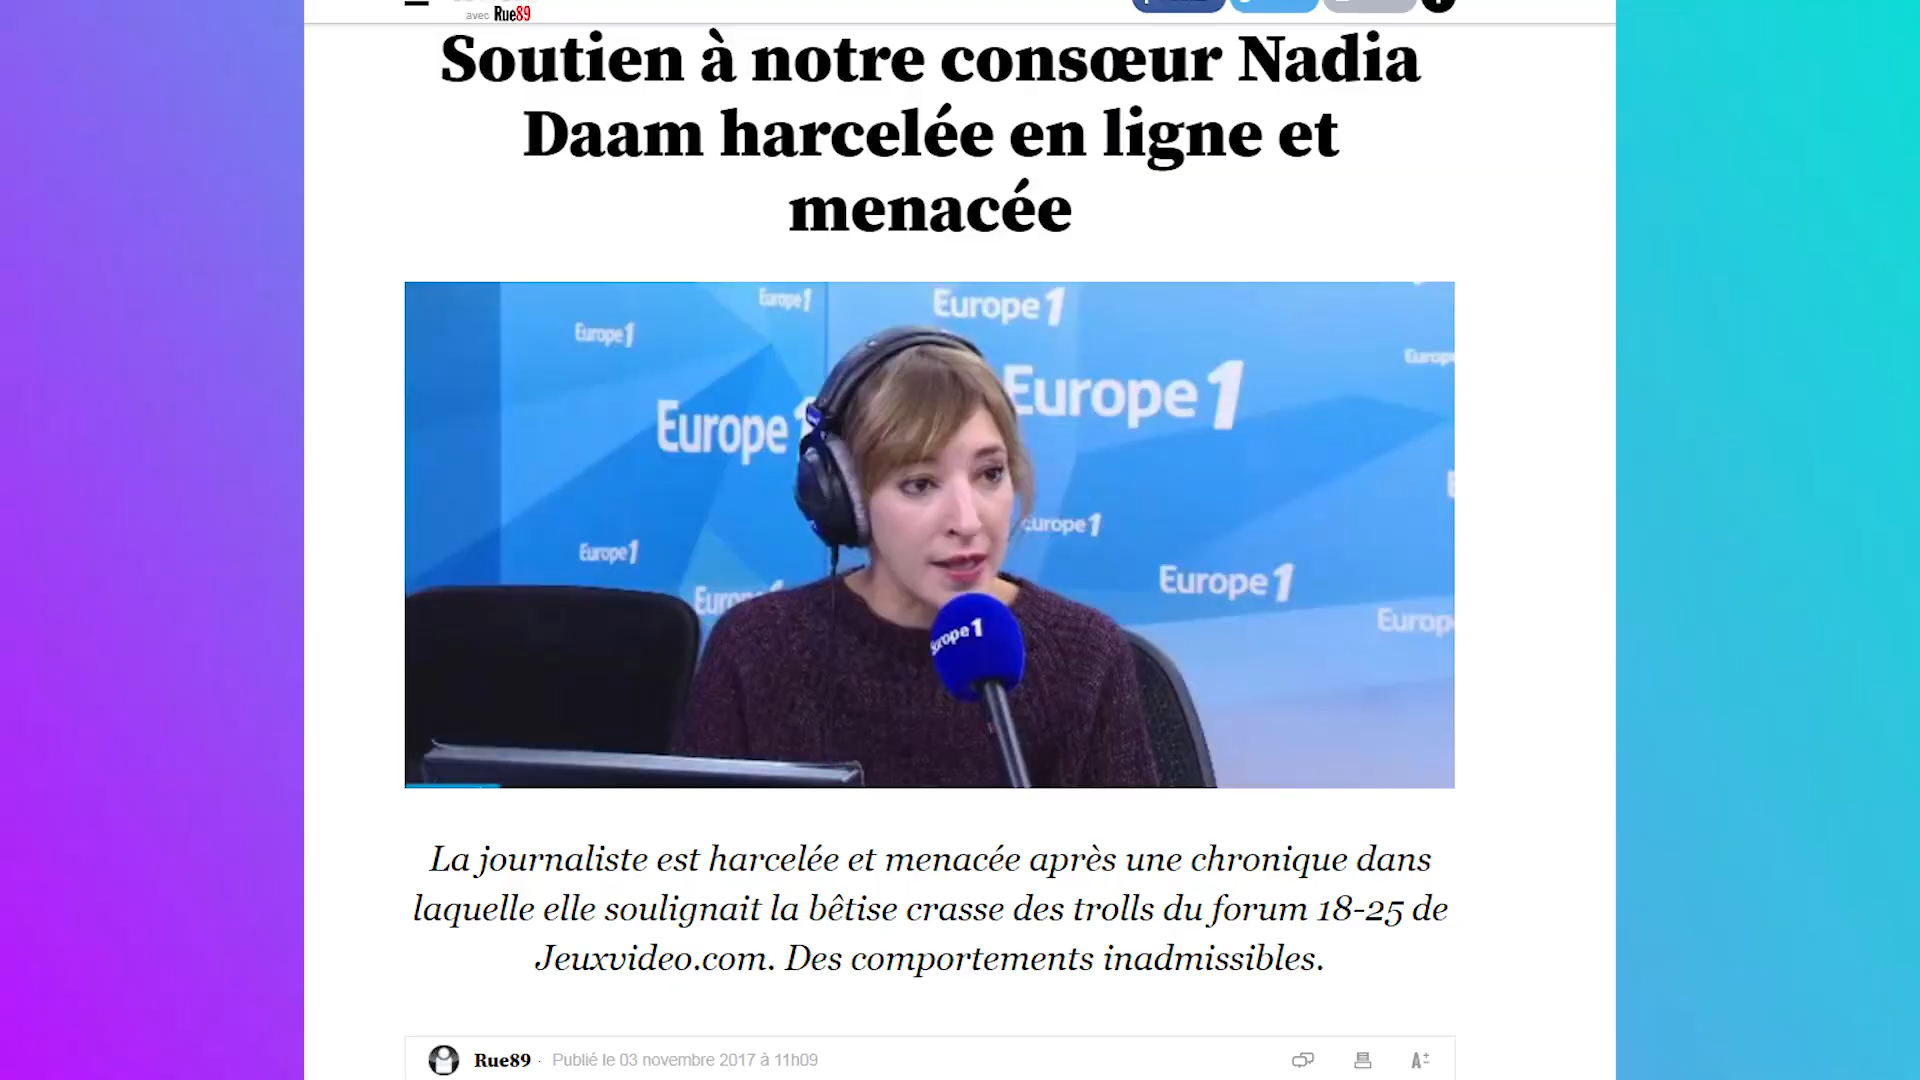 avec Rue89
Soutien à notre consœur Nadia
Daam harcelée en ligne et
menacée
Europe 1
Europe 1
Europe 1
Europe 1
Europe 1
Europe 1
Europe 1
Europe 1
La journaliste est harcelée et menacée après une chronique dans
laquelle elle soulignait la bêtise crasse des trolls du forum 18-25 de
Jeuxvideo.com. Des comportements inadmissibles.
Rue89 · Publié le 03 novembre 2017 à 11h09